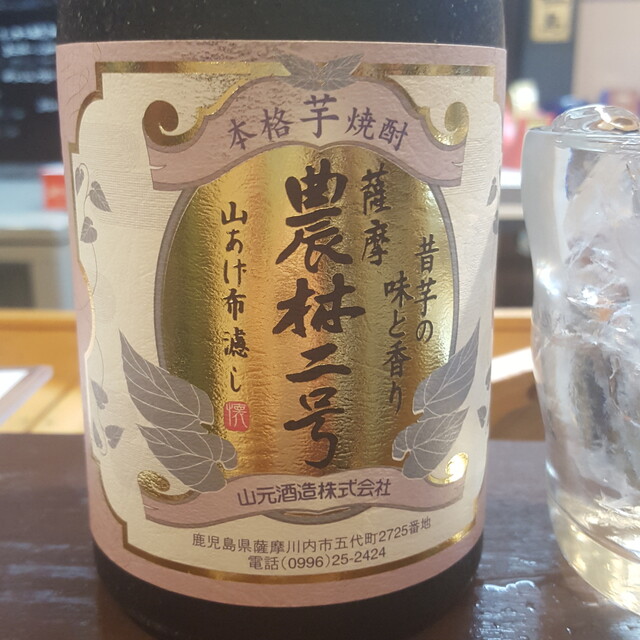 本格芋焼酎
昔芋の
味と香り
薩摩
農林二号
山あけ布濾し
山元酒造株式会社
鹿児島県薩摩川内市五代町2725番地
電話(0996)25-2424